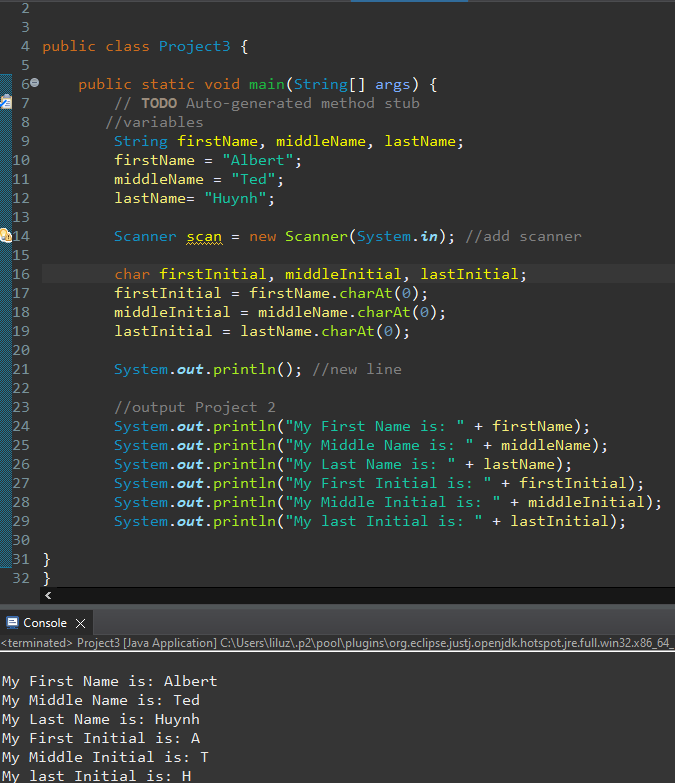 2
3
4 public class Project3 {
5
6 public static void main(String[] args) {
7 // TODO Auto-generated method stub
8 //variables
9 String firstName, middleName, lastName;
10 firstName = "Albert";
11 middleName = "Ted";
12 lastName= "Huynh";
13
14 Scanner scan = new Scanner(System.in); //add scanner
15
16 char firstInitial, middleInitial, lastInitial;
17 firstInitial = firstName.charAt(0);
18 middleInitial = middleName.charAt(0);
19 lastInitial = lastName.charAt(0);
20
21 System.out.println(); //new line
22
23 //output Project 2
24 System.out.println("My First Name is: " + firstName);
25 System.out.println("My Middle Name is: " + middleName);
26 System.out.println("My Last Name is: " + lastName);
27 System.out.println("My First Initial is: " + firstInitial);
28 System.out.println("My Middle Initial is: " + middleInitial);
29 System.out.println("My last Initial is: " + lastInitial);
30
31 }
32 }
Console
<terminated> Project3 [Java Application] C:\Users\liluz\.p2\pool\plugins\org.eclipse.justj.openjdk.hotspot.jre.full.win32.x86_64_
My First Name is: Albert
My Middle Name is: Ted
My Last Name is: Huynh
My First Initial is: A
My Middle Initial is: T
My last Initial is: H